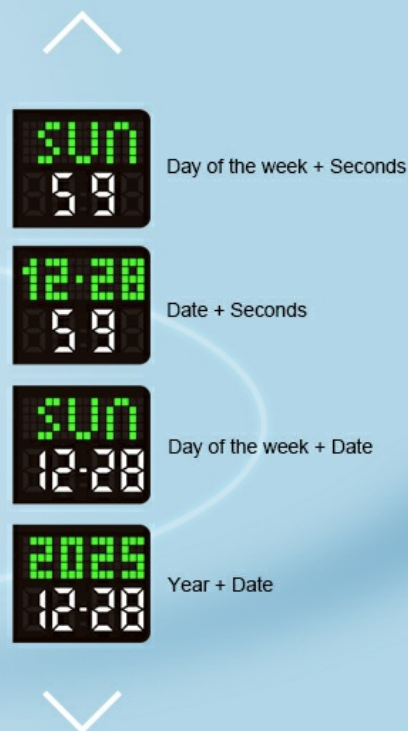 SUN
59
Day of the week + Seconds
12·28
59
Date + Seconds
SUN
12-28
Day of the week + Date
2025
12-28
Year + Date